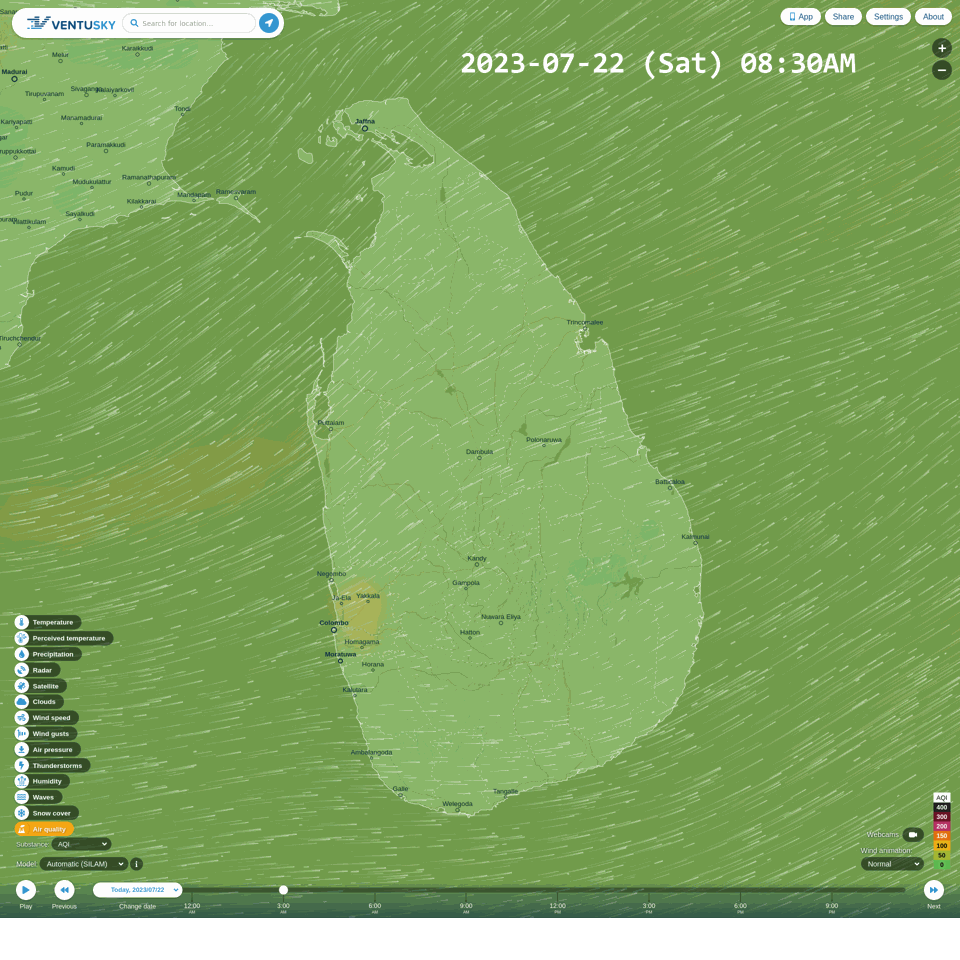 VENTUSKY
Search for location...
App
Share
Settings
About
2023-07-22 (Sat) 08:30AM
+
−
Melur
Karaikkudi
Madurai
Tirupuvanam
Tondi
Kariyapatti
Manamadurai
Paramakkudi
Kamudi
Mudukulattur
Ramanathapuram
Pudur
Kilakkarai
Mandapam
Rameswaram
Sayalkudi
Jaffna
Trincomalee
Puttalam
Dambulla
Polonaruwa
Batticaloa
Kalmunai
Kandy
Negombo
Gampola
Ja-Ela
Yakkala
Nuwara Eliya
Colombo
Hatton
Homagama
Moratuwa
Horana
Kalutara
Ambalangoda
Galle
Tangalle
Weligoda
Temperature
Perceived temperature
Precipitation
Radar
Satellite
Clouds
Wind speed
Wind gusts
Air pressure
Thunderstorms
Humidity
Waves
Snow cover
Air quality
Substance: AQI
Model: Automatic (SILAM) i
AQI
400
300
200
150
100
50
0
Webcams
Wind animation:
Normal
Play
Previous
Today, 2023/07/22
Change date
12:00 AM
3:00 AM
6:00 AM
9:00 AM
12:00 PM
3:00 PM
6:00 PM
9:00 PM
Next